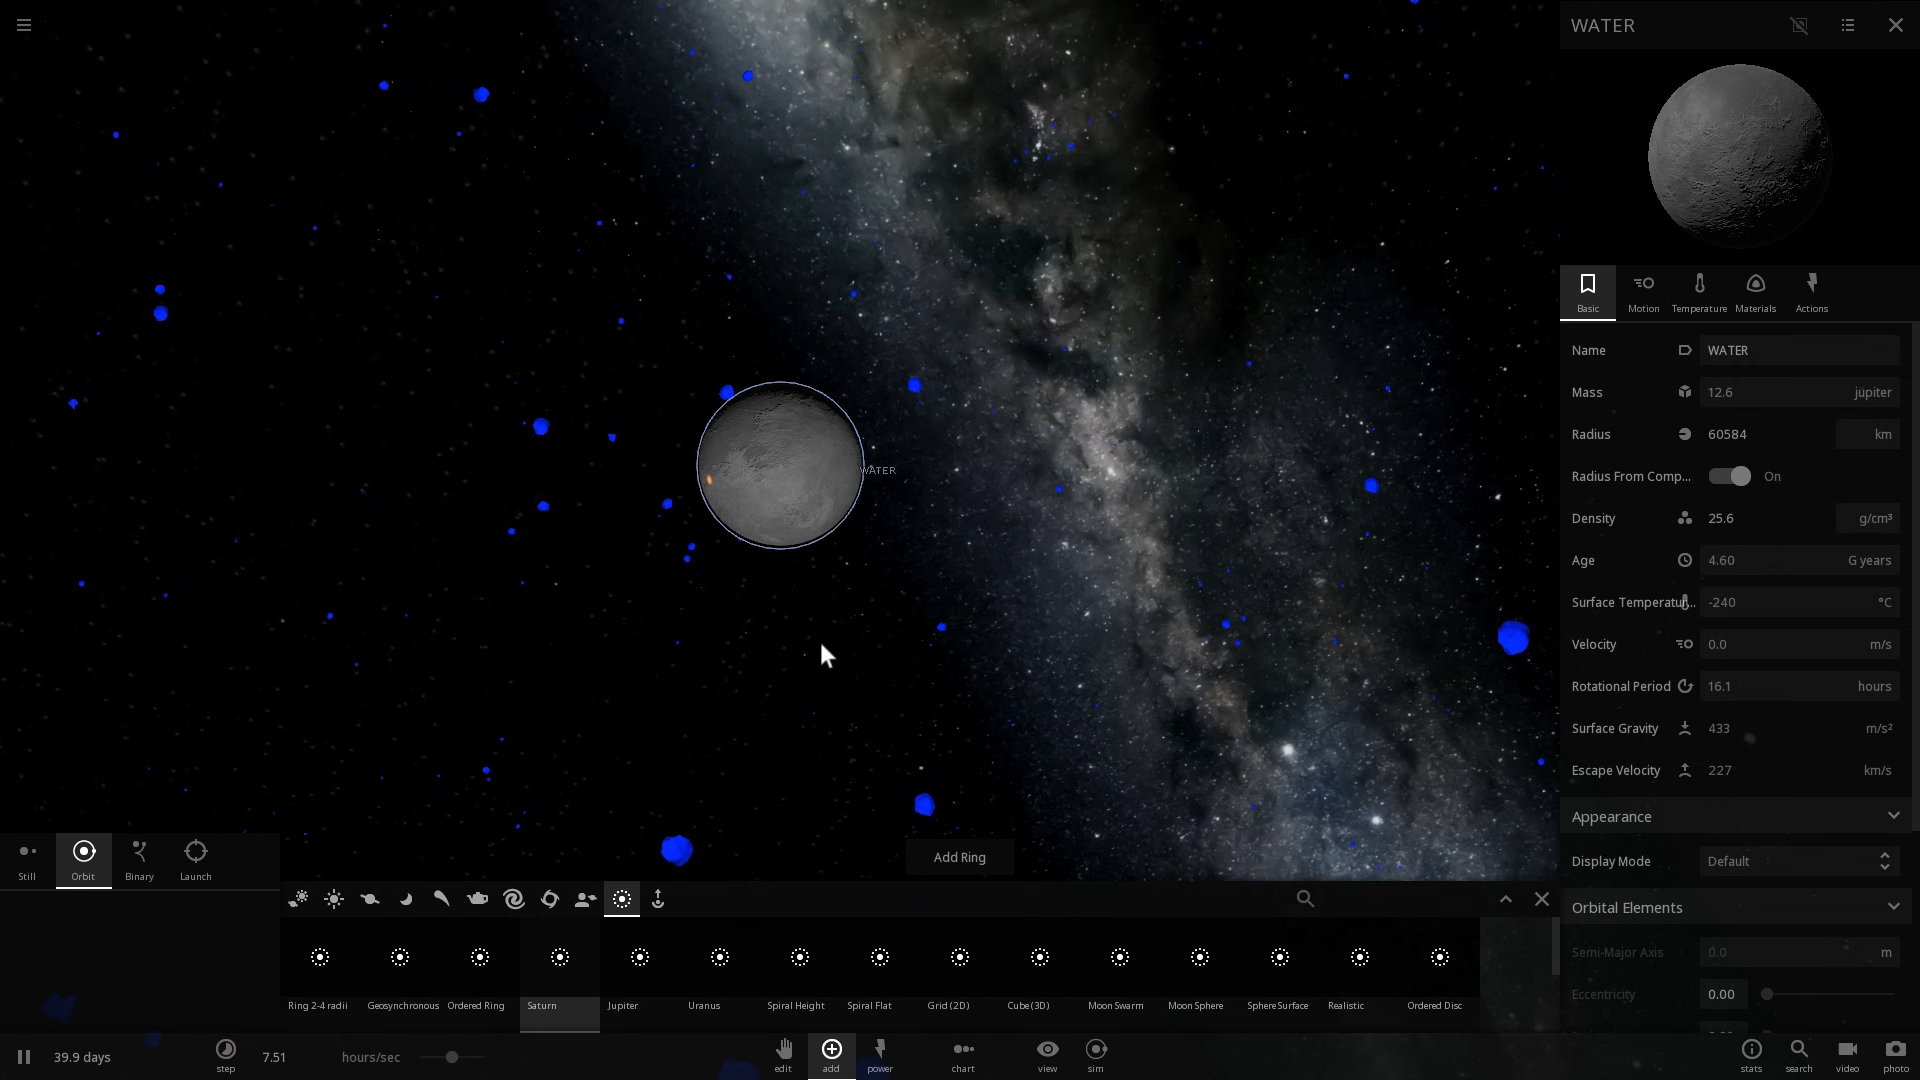 WATER
Basic Motion Temperature Materials Actions
Name WATER
Mass 12.6 jupiter
Radius 60584 km
Radius From Comp... On
Density 25.6 g/cm³
Age 4.60 G years
Surface Temperatur... -240 °C
Velocity 0.0 m/s
Rotational Period 16.1 hours
Surface Gravity 433 m/s²
Escape Velocity 227 km/s
Appearance
Display Mode Default
Orbital Elements
Semi-Major Axis 0.0 m
Eccentricity 0.00
WATER
Add Ring
Still Orbit Binary Launch
Ring 2-4 radii Geosynchronous Ordered Ring Saturn Jupiter Uranus Spiral Height Spiral Flat Grid (2D) Cube (3D) Moon Swarm Moon Sphere Sphere Surface Realistic Ordered Disc
39.9 days step 7.51 hours/sec edit add power chart view sim stats search video photo